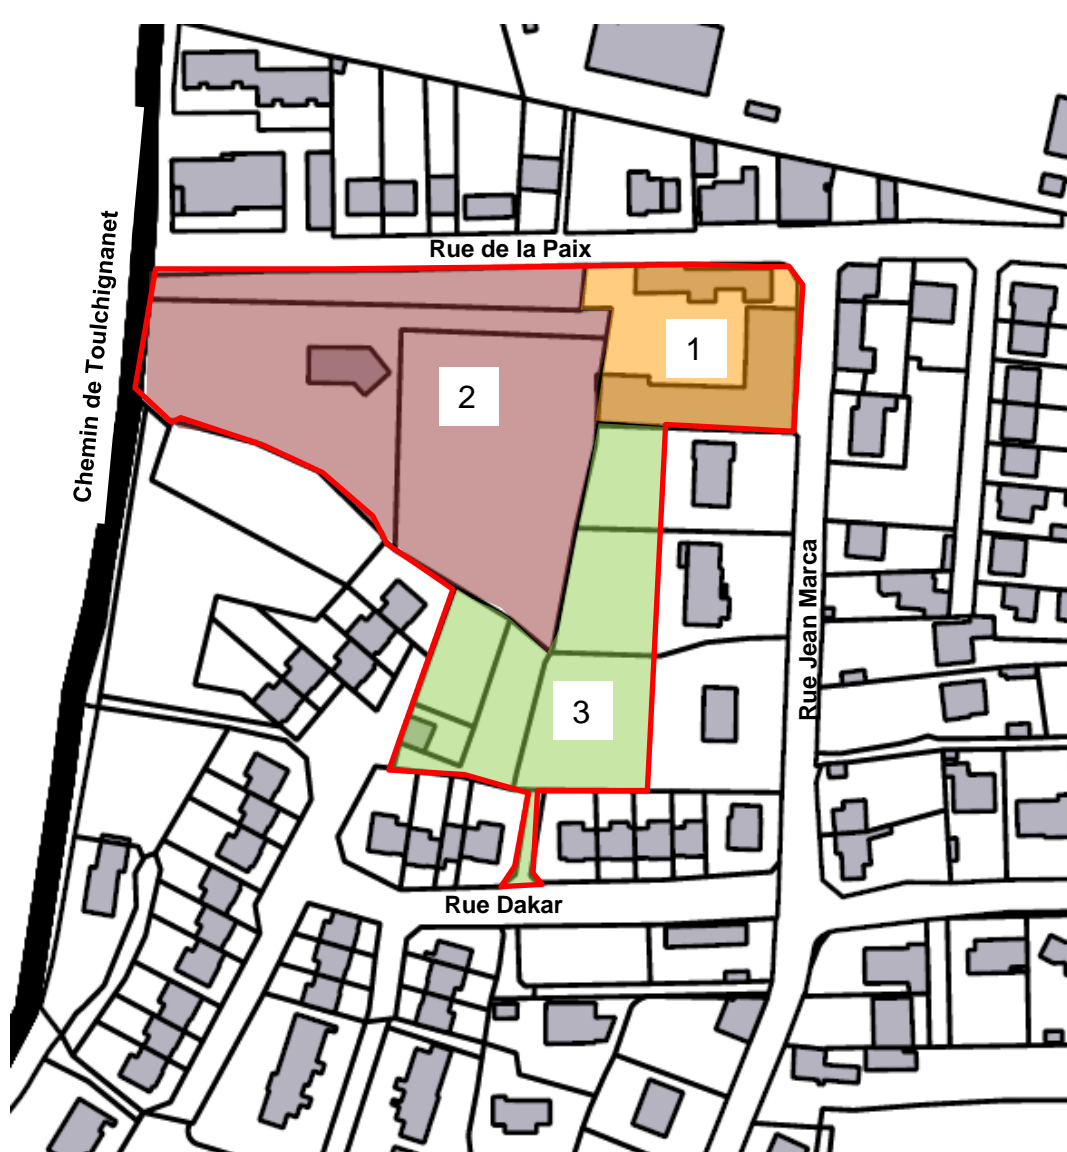 Rue de la Paix
Chemin de Toulchignanet
1
2
Rue Jean Marca
3
Rue Dakar